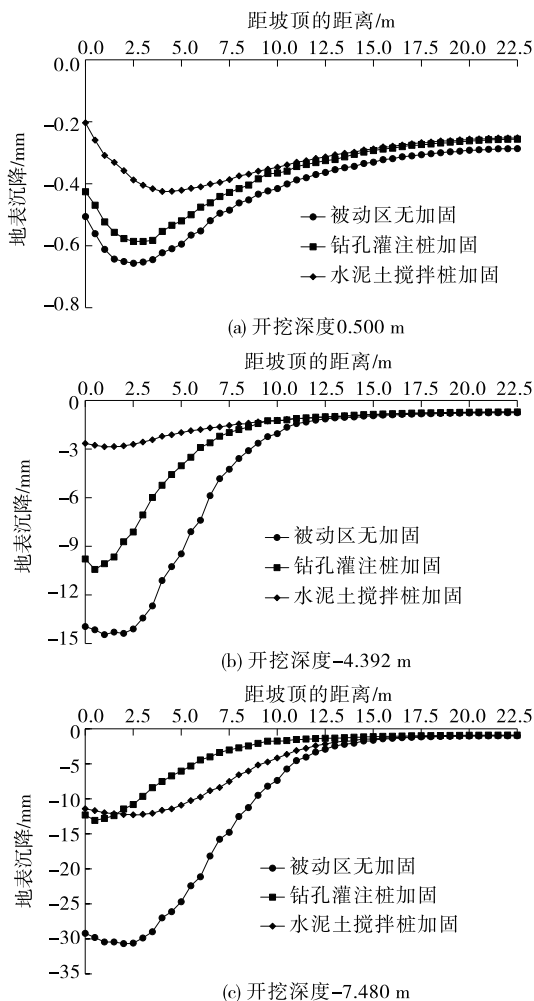 距坡顶的距离/m
0.0 2.5 5.0 7.5 10.0 12.5 15.0 17.5 20.0 22.5
0.0
-0.2
-0.4
-0.6
-0.8
地表沉降/mm
被动区无加固
钻孔灌注桩加固
水泥土搅拌桩加固
(a) 开挖深度0.500 m
距坡顶的距离/m
0.0 2.5 5.0 7.5 10.0 12.5 15.0 17.5 20.0 22.5
0
-3
-6
-9
-12
-15
地表沉降/mm
被动区无加固
钻孔灌注桩加固
水泥土搅拌桩加固
(b) 开挖深度-4.392 m
距坡顶的距离/m
0.0 2.5 5.0 7.5 10.0 12.5 15.0 17.5 20.0 22.5
0
-5
-10
-15
-20
-25
-30
-35
地表沉降/mm
被动区无加固
钻孔灌注桩加固
水泥土搅拌桩加固
(c) 开挖深度-7.480 m